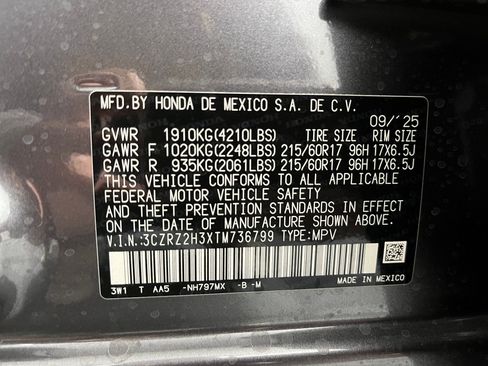 MFD.BY HONDA DE MEXICO S.A. DE C.V.
09/´25
GVWR 1910KG(4210LBS) TIRE SIZE RIM SIZE
GAWR F 1020KG(2248LBS) 215/60R17 96H 17X6.5J
GAWR R 935KG(2061LBS) 215/60R17 96H 17X6.5J
THIS VEHICLE CONFORMS TO ALL APPLICABLE
FEDERAL MOTOR VEHICLE SAFETY
AND THEFT PREVENTION STANDARDS IN EFFECT
ON THE DATE OF MANUFACTURE SHOWN ABOVE.
V.I.N.:3CZRZ2H3XTM736799 TYPE:MPV
3W1 T AA5 -NH797MX -B -M
MADE IN MEXICO